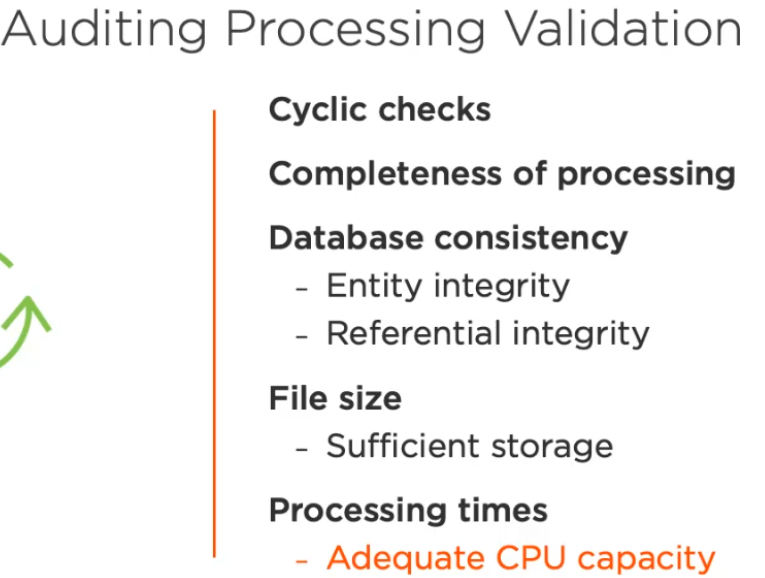 Auditing Processing Validation
Cyclic checks
Completeness of processing
Database consistency
- Entity integrity
- Referential integrity
File size
- Sufficient storage
Processing times
- Adequate CPU capacity